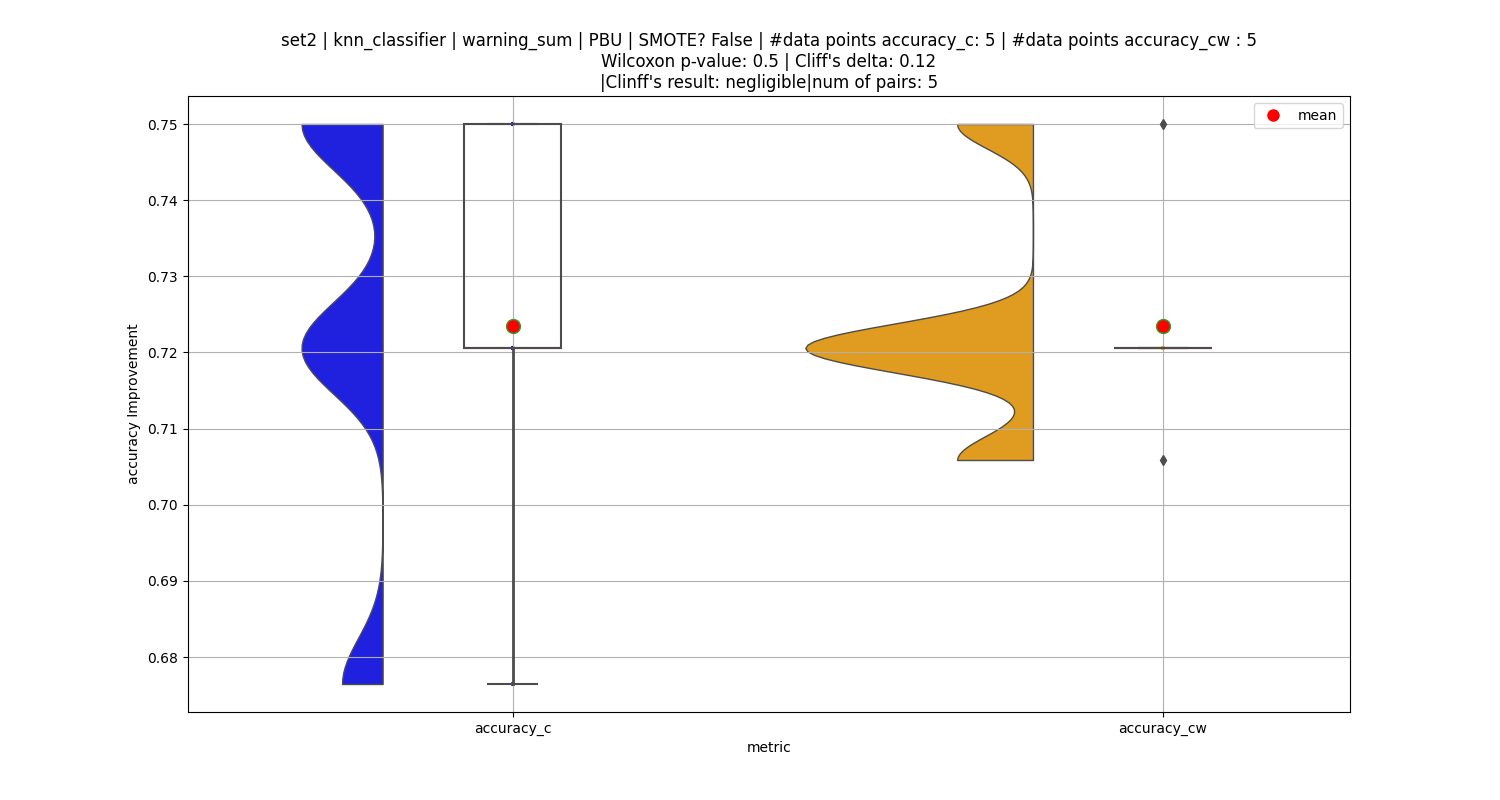 set2 | knn_classifier | warning_sum | PBU | SMOTE? False | #data points accuracy_c: 5 | #data points accuracy_cw : 5
Wilcoxon p-value: 0.5 | Cliff's delta: 0.12
|Clinff's result: negligible|num of pairs: 5
mean
0.75
0.74
0.73
0.72
0.71
0.70
0.69
0.68
accuracy Improvement
accuracy_c
accuracy_cw
metric